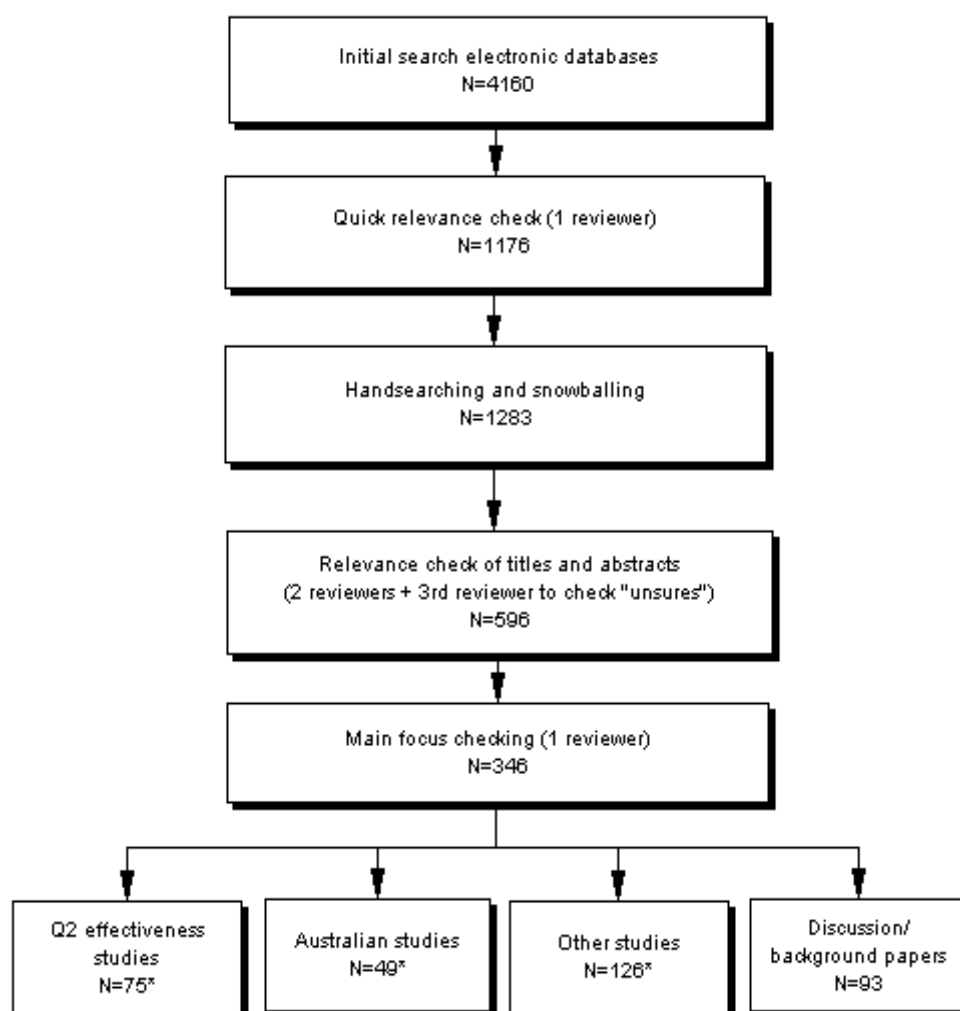 Initial search electronic databases
N=4160
Quick relevance check (1 reviewer)
N=1176
Handsearching and snowballing
N=1283
Relevance check of titles and abstracts
(2 reviewers + 3rd reviewer to check "unsures")
N=596
Main focus checking (1 reviewer)
N=346
Q2 effectiveness
studies
N=75*
Australian studies
N=49*
Other studies
N=126*
Discussion/
background papers
N=93